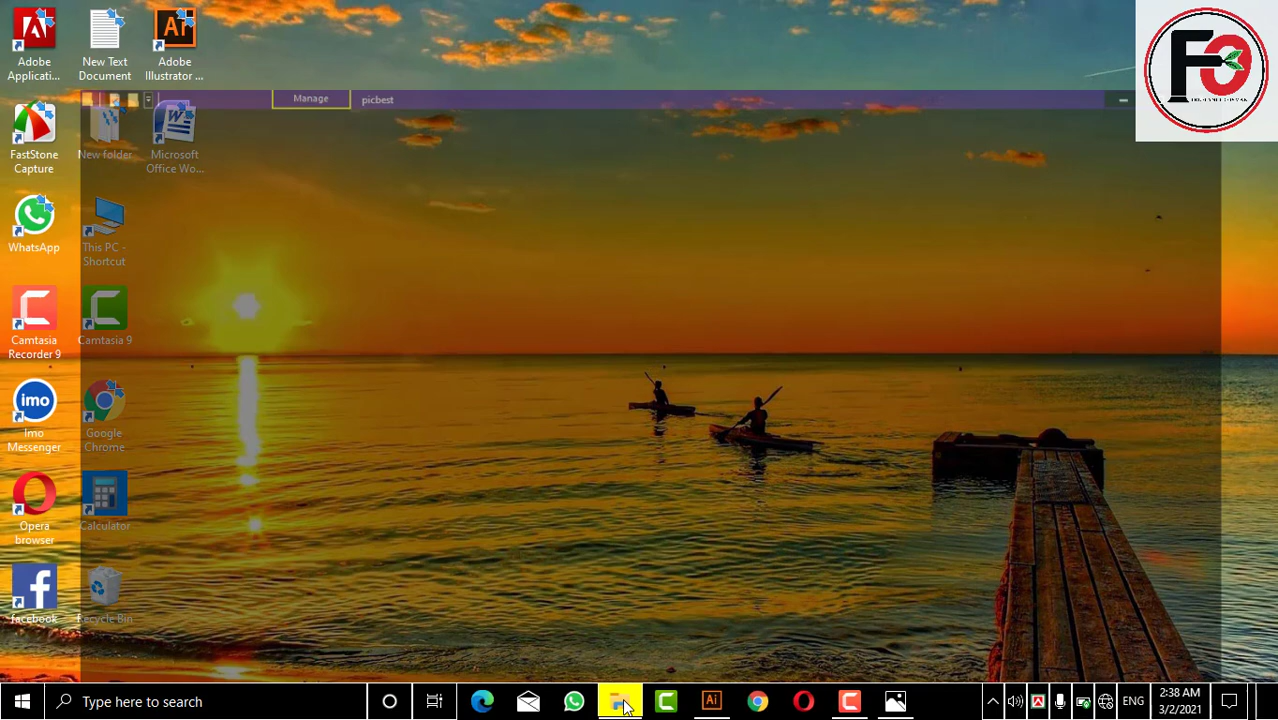 Adobe
Applicati...
New Text
Document
Adobe
Illustrator ...
Manage
picbest
FastStone
Capture
New folder
Microsoft
Office Wo...
WhatsApp
This PC -
Shortcut
Camtasia
Recorder 9
Camtasia 9
imo
Imo
Messenger
Google
Chrome
Opera
browser
Calculator
facebook
Recycle Bin
Type here to search
Ai
ENG
2:38 AM
3/2/2021
FO